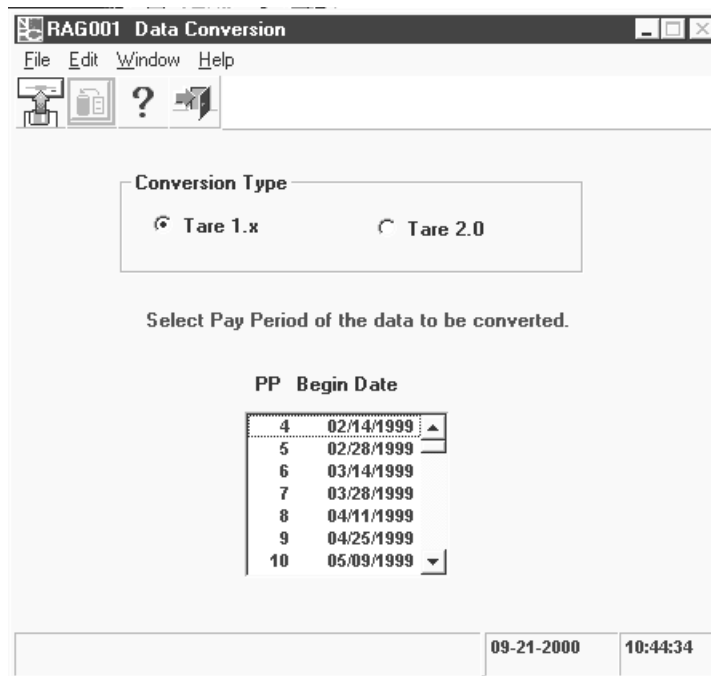 RAG001 Data Conversion
File Edit Window Help
?
Conversion Type
Tare 1.x Tare 2.0
Select Pay Period of the data to be converted.
PP Begin Date
4 02/14/1999
5 02/28/1999
6 03/14/1999
7 03/28/1999
8 04/11/1999
9 04/25/1999
10 05/09/1999
09-21-2000 10:44:34